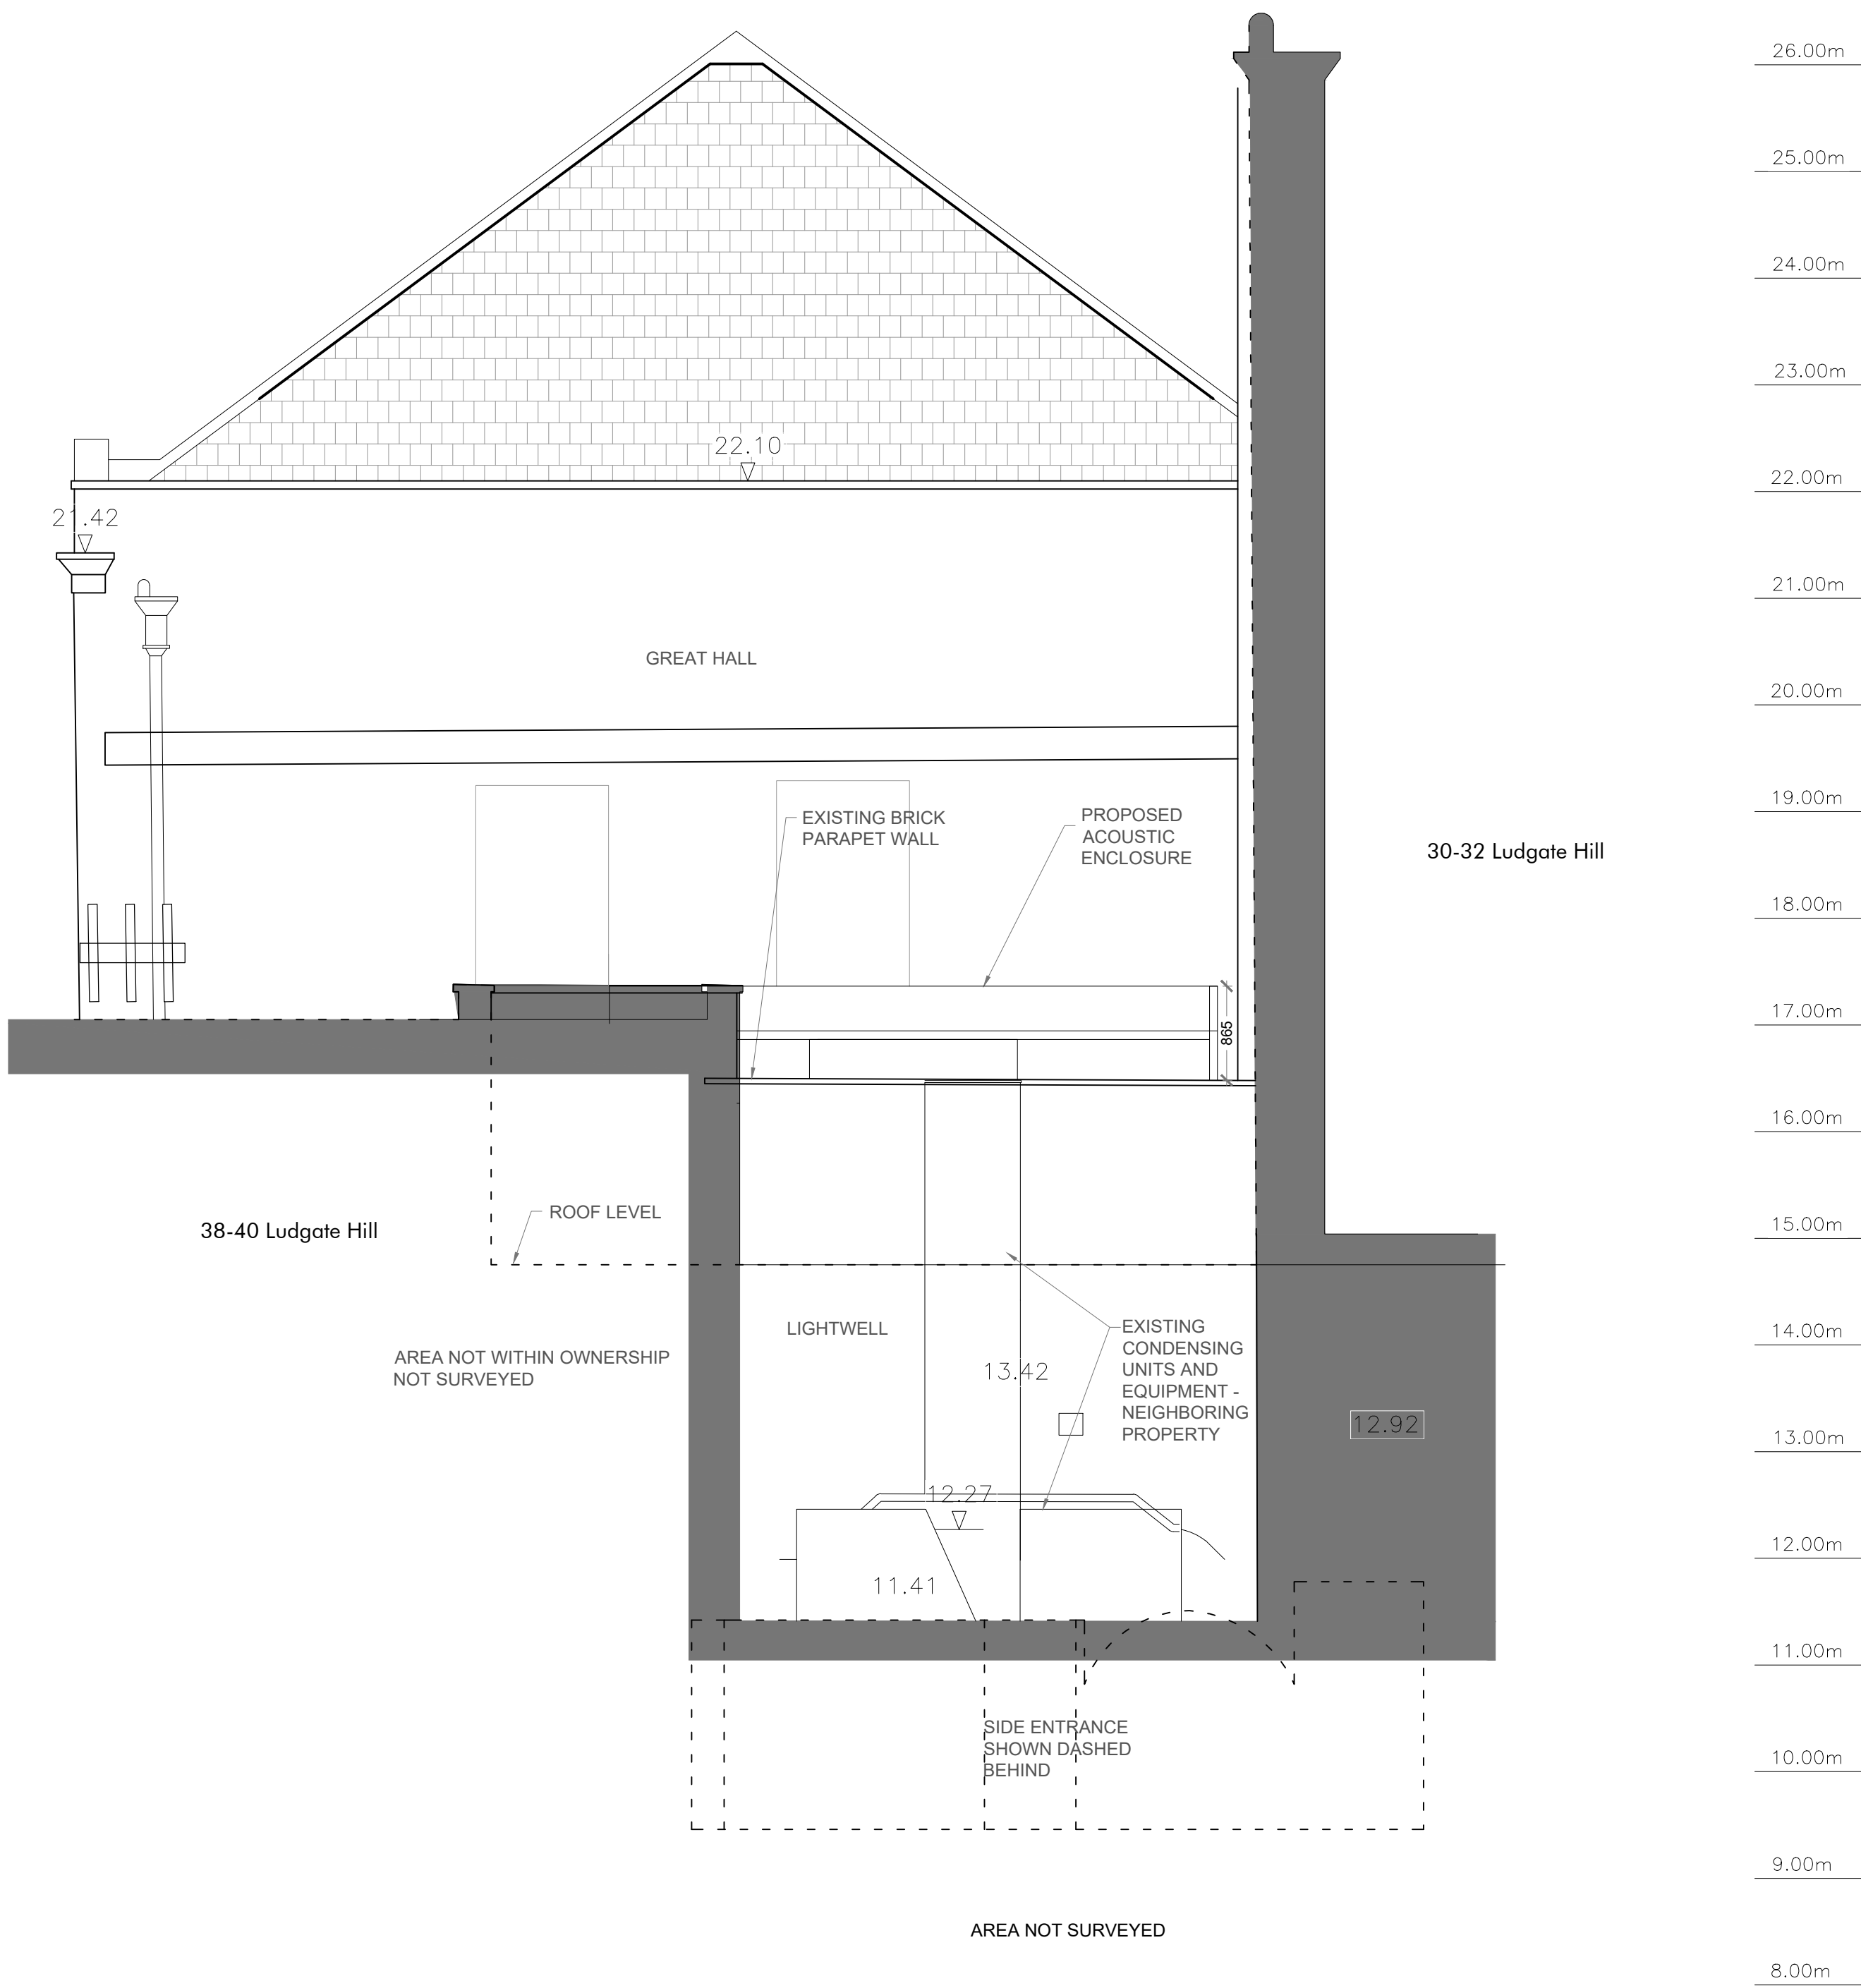 26.00m
25.00m
24.00m
23.00m
22.10
22.00m
21.42
21.00m
GREAT HALL
20.00m
19.00m
EXISTING BRICK
PARAPET WALL
PROPOSED
ACOUSTIC
ENCLOSURE
30-32 Ludgate Hill
18.00m
17.00m
865
16.00m
ROOF LEVEL
38-40 Ludgate Hill
15.00m
LIGHTWELL
14.00m
AREA NOT WITHIN OWNERSHIP
NOT SURVEYED
13.42
EXISTING
CONDENSING
UNITS AND
EQUIPMENT -
NEIGHBORING
PROPERTY
12.92
13.00m
12.27
12.00m
11.41
11.00m
SIDE ENTRANCE
SHOWN DASHED
BEHIND
10.00m
9.00m
AREA NOT SURVEYED
8.00m